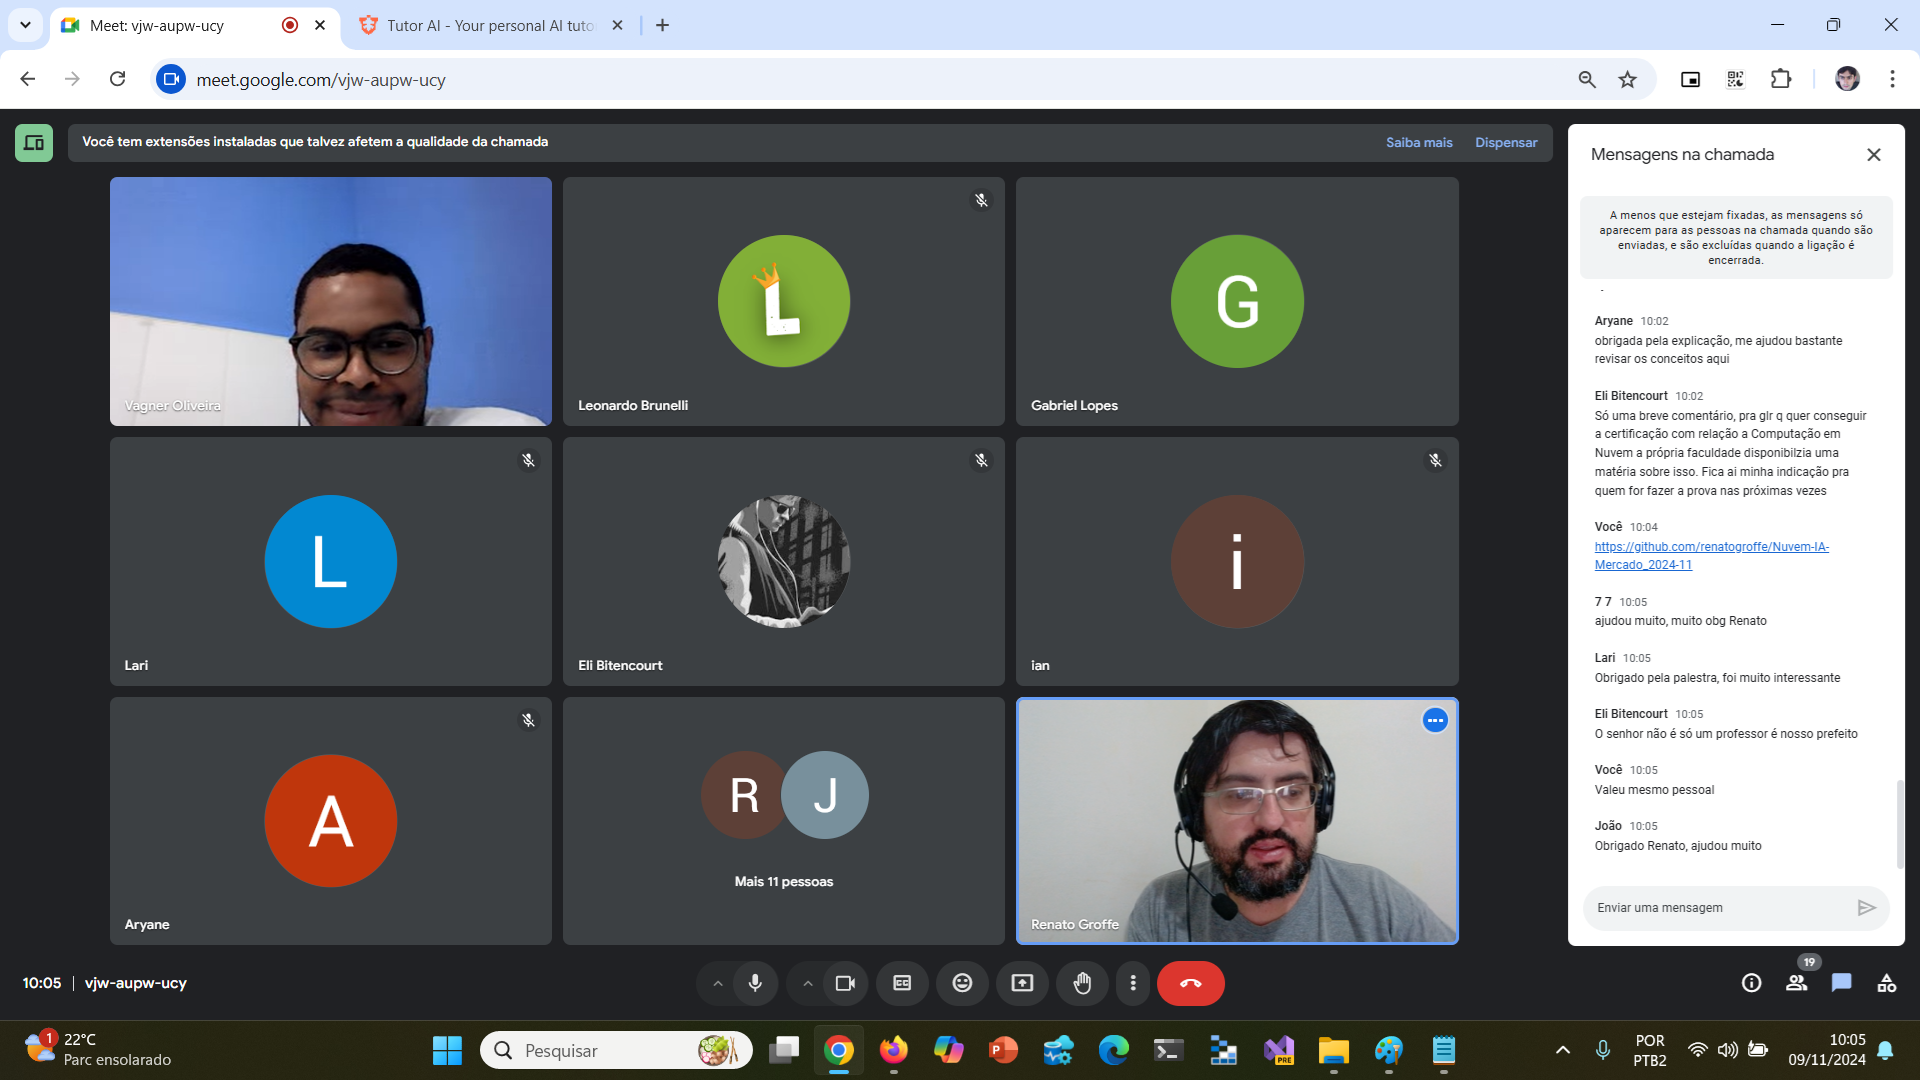 Meet: vjw-aupw-ucy
Tutor AI - Your personal AI tuto
meet.google.com/vjw-aupw-ucy
Você tem extensões instaladas que talvez afetem a qualidade da chamada
Saiba mais
Dispensar
Mensagens na chamada
A menos que estejam fixadas, as mensagens só
aparecem para as pessoas na chamada quando são
enviadas, e são excluídas quando a ligação é
encerrada.
Vagner Oliveira
L
Leonardo Brunelli
G
Gabriel Lopes
L
Lari
Eli Bitencourt
i
ian
A
Aryane
R
J
Mais 11 pessoas
Renato Groffe
Aryane 10:02
obrigada pela explicação, me ajudou bastante
revisar os conceitos aqui
Eli Bitencourt 10:02
Só uma breve comentário, pra glr q quer conseguir
a certificação com relação a Computação em
Nuvem a própria faculdade disponibilzia uma
matéria sobre isso. Fica ai minha indicação pra
quem for fazer a prova nas próximas vezes
Você 10:04
https://github.com/renatogroffe/Nuvem-IA-
Mercado_2024-11
7 7 10:05
ajudou muito, muito obg Renato
Lari 10:05
Obrigado pela palestra, foi muito interessante
Eli Bitencourt 10:05
O senhor não é só um professor é nosso prefeito
Você 10:05
Valeu mesmo pessoal
João 10:05
Obrigado Renato, ajudou muito
Enviar uma mensagem
10:05 | vjw-aupw-ucy
CC
19
1
22°C
Parc ensolarado
Pesquisar
P
PRE
POR
PTB2
10:05
09/11/2024